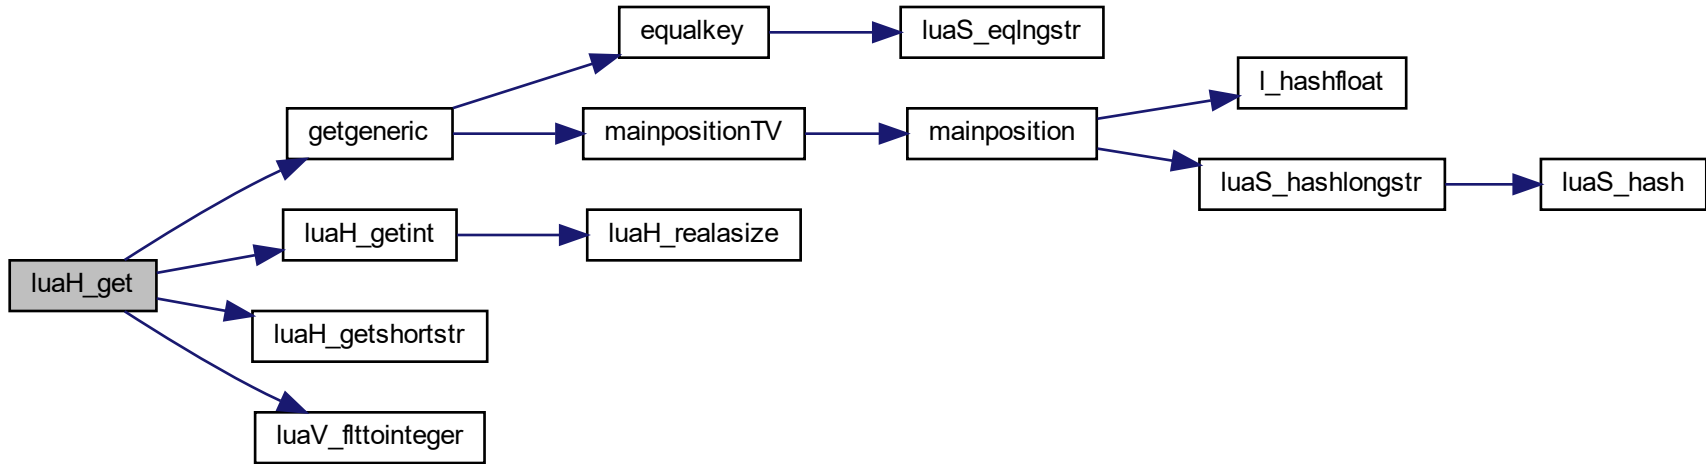 equalkey
luaS_eqlngstr
l_hashfloat
getgeneric
mainpositionTV
mainposition
luaS_hashlongstr
luaS_hash
luaH_getint
luaH_realasize
luaH_get
luaH_getshortstr
luaV_flttointeger